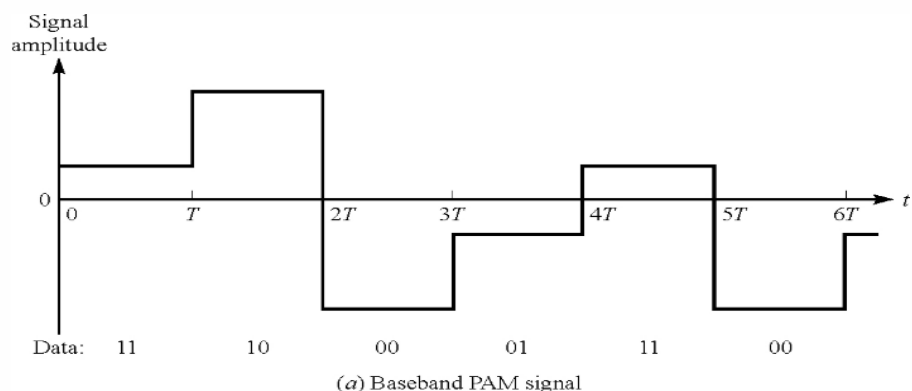 Signal
amplitude
0
0 T 2T 3T 4T 5T 6T t
Data: 11 10 00 01 11 00
(a) Baseband PAM signal